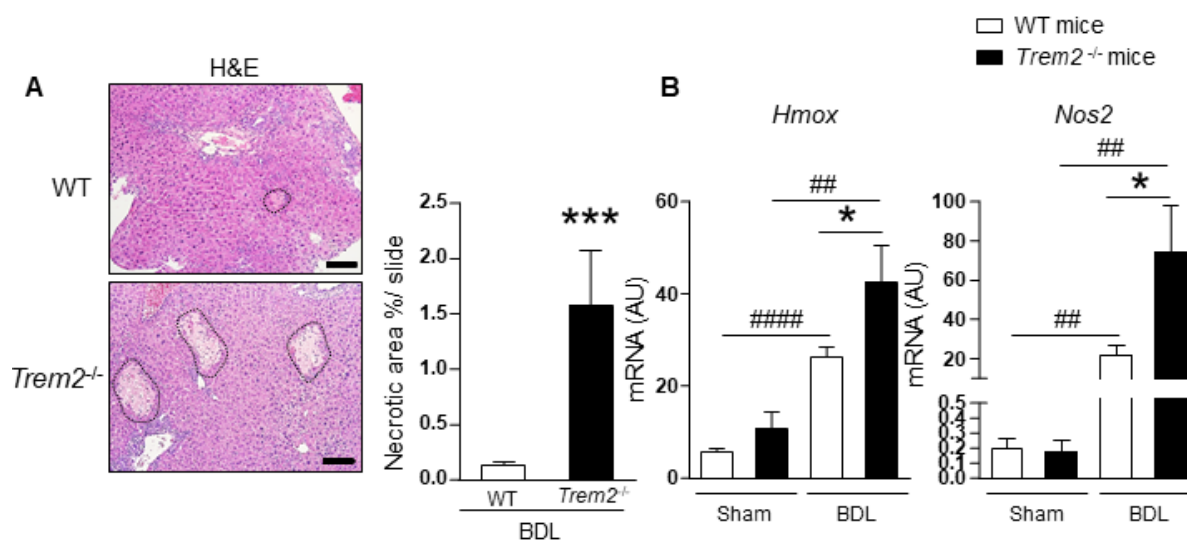 WT mice
Trem2 -/- mice
A
H&E
WT
Trem2-/-
Necrotic area %/ slide
2.5
2.0
1.5
1.0
0.5
0.0
***
WT
Trem2-/-
BDL
B
Hmox
mRNA (AU)
60
40
20
0
##
*
####
Sham
BDL
Nos2
mRNA (AU)
100
80
60
40
20
0.5
0.4
0.3
0.2
0.1
0.0
##
*
##
Sham
BDL